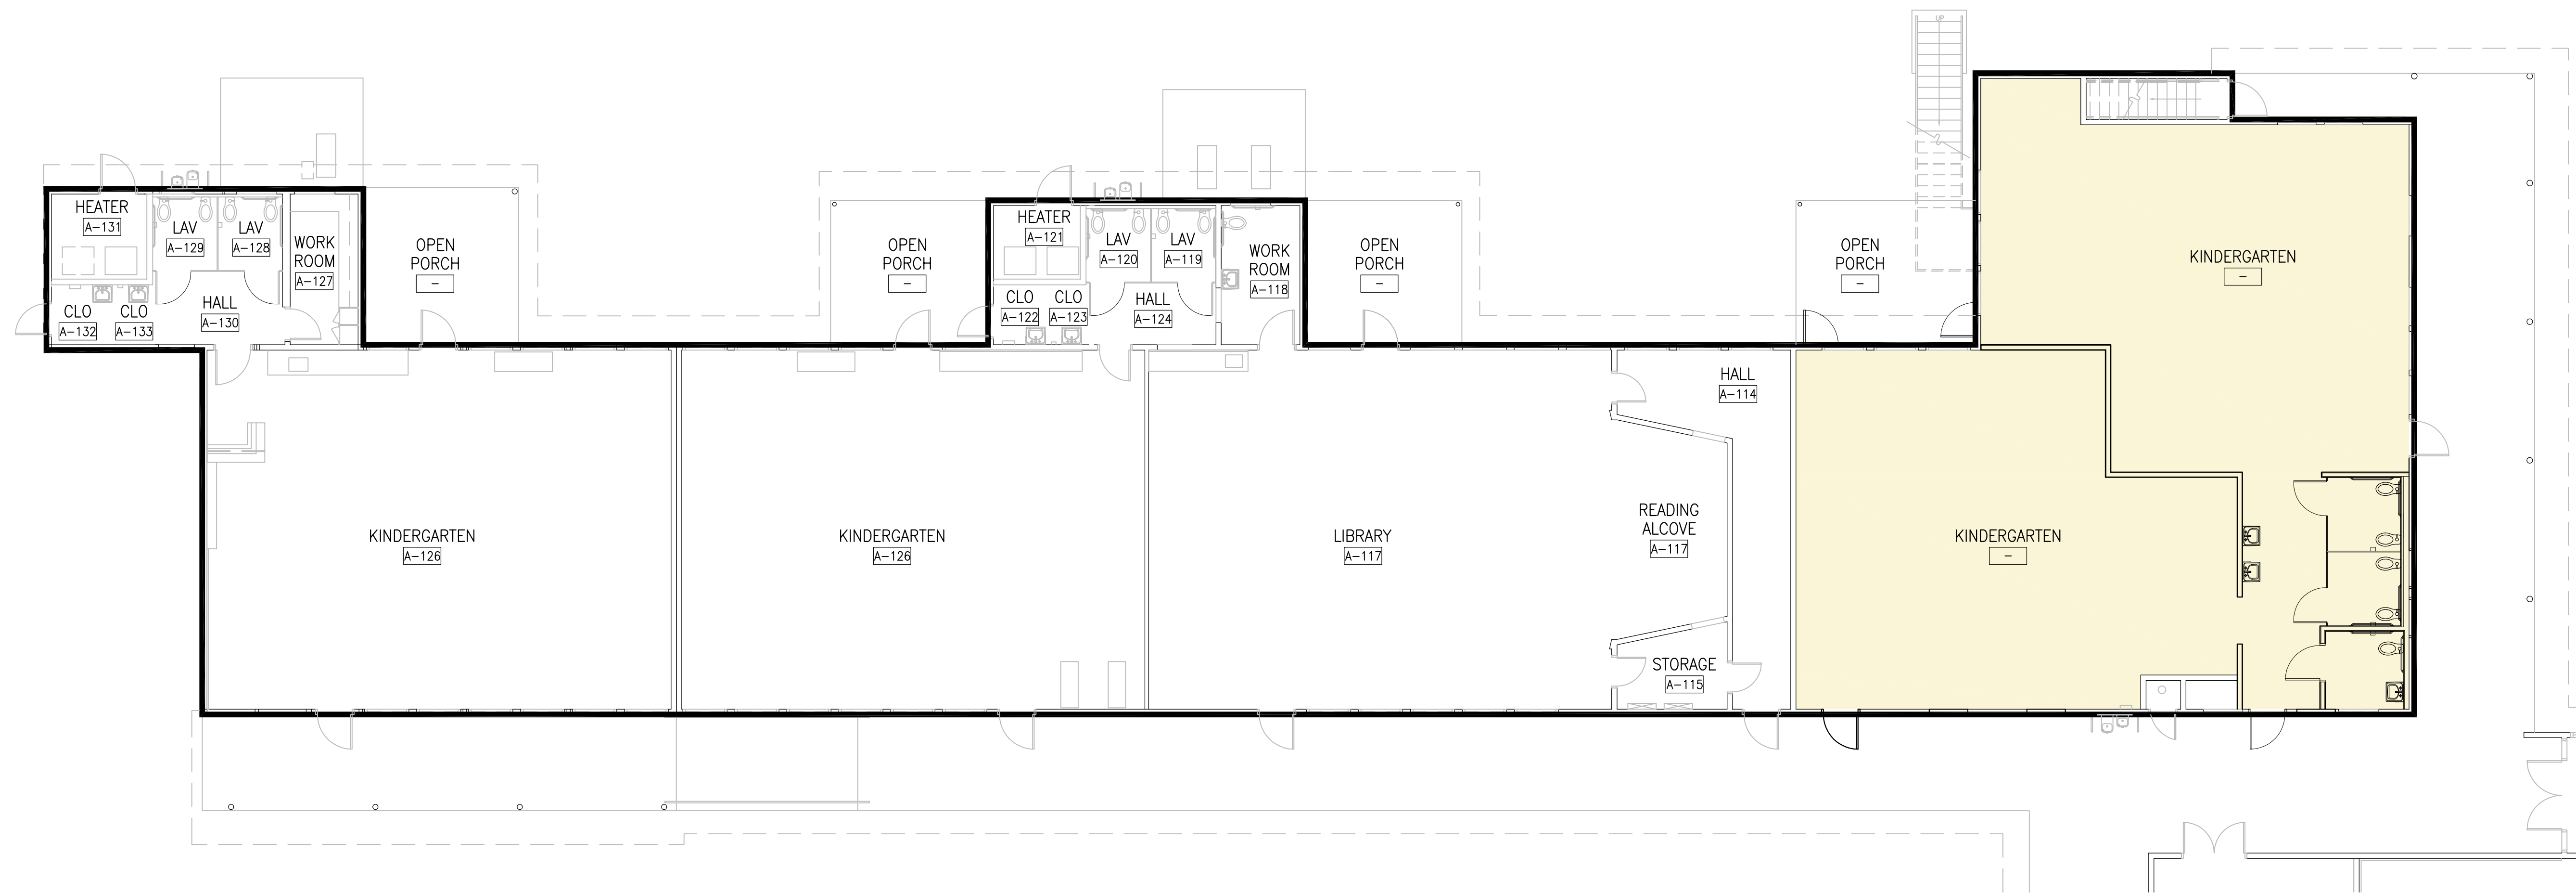 UP
HEATER
A-131
LAV
A-129
LAV
A-128
WORK
ROOM
A-127
CLO
A-132
CLO
A-133
HALL
A-130
OPEN
PORCH
-
OPEN
PORCH
-
HEATER
A-121
LAV
A-120
LAV
A-119
WORK
ROOM
A-118
CLO
A-122
CLO
A-123
HALL
A-124
OPEN
PORCH
-
OPEN
PORCH
-
KINDERGARTEN
-
HALL
A-114
KINDERGARTEN
A-126
KINDERGARTEN
A-126
LIBRARY
A-117
READING
ALCOVE
A-117
KINDERGARTEN
-
STORAGE
A-115